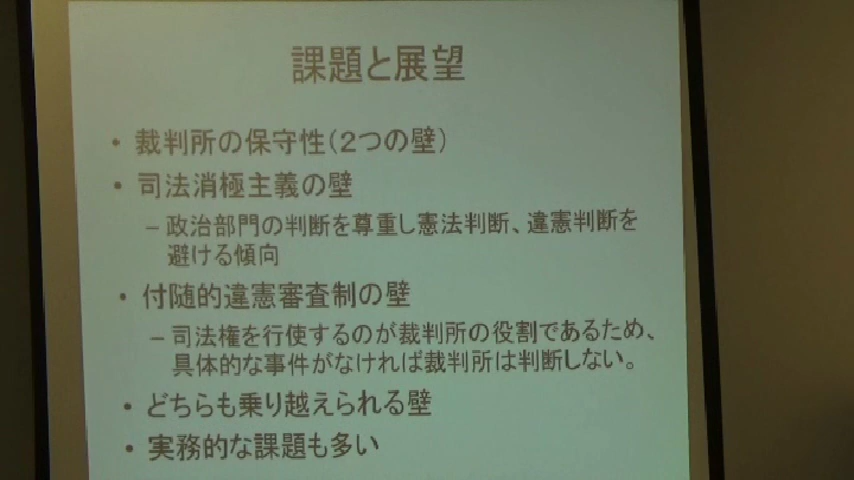 課題と展望
・裁判所の保守性(2つの壁)
・司法消極主義の壁
－政治部門の判断を尊重し憲法判断、違憲判断を
避ける傾向
・付随的違憲審査制の壁
－司法権を行使するのが裁判所の役割であるため、
具体的な事件がなければ裁判所は判断しない。
・どちらも乗り越えられる壁
・実務的な課題も多い